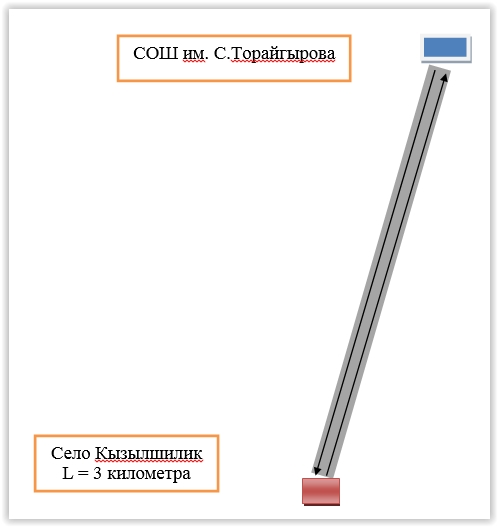 СОШ им. С.Торайгырова
Село Кызылшилик
L = 3 километра